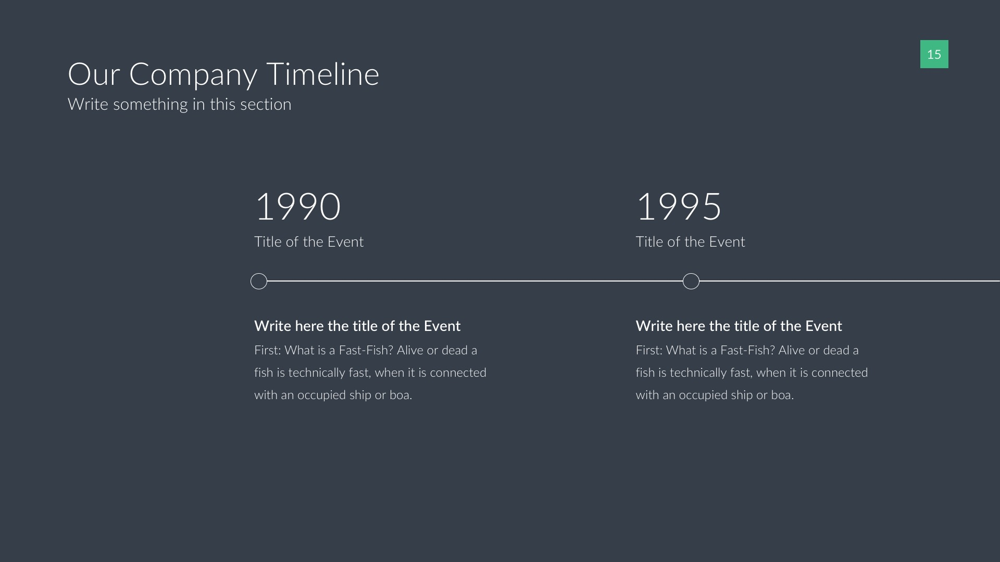 Our Company Timeline
Write something in this section
15
1990
Title of the Event
Write here the title of the Event
First: What is a Fast-Fish? Alive or dead a
fish is technically fast, when it is connected
with an occupied ship or boa.
1995
Title of the Event
Write here the title of the Event
First: What is a Fast-Fish? Alive or dead a
fish is technically fast, when it is connected
with an occupied ship or boa.